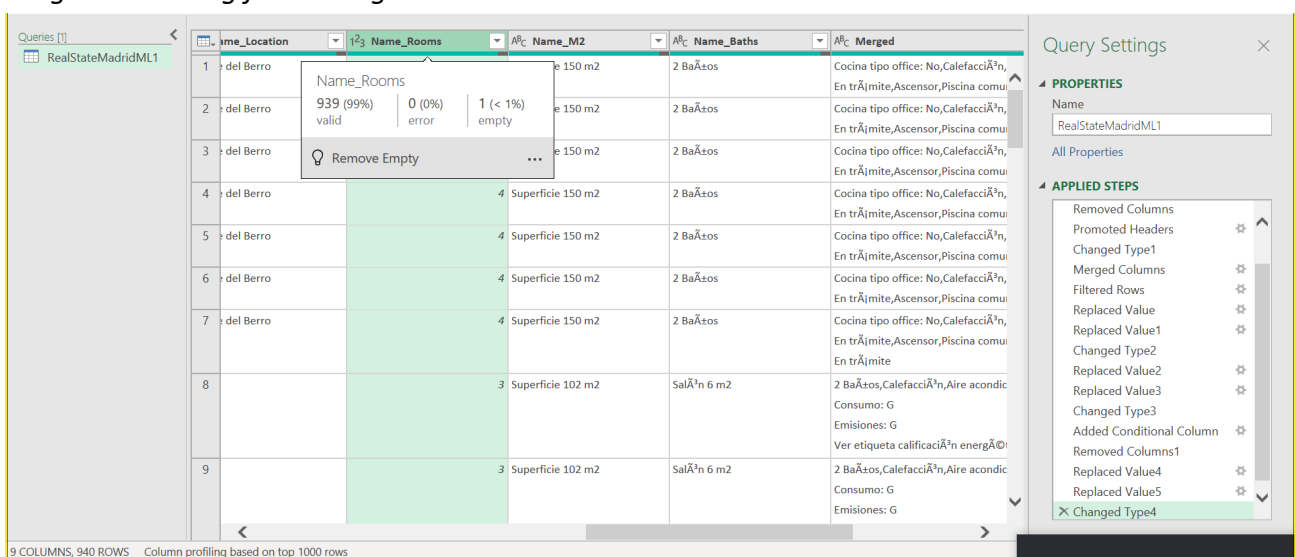 Queries [1]
RealStateMadridML1
ame_Location 1²3 Name_Rooms ABC Name_M2 ABC Name_Baths ABC Merged
1 del Berro e 150 m2 2 BaÃ±os Cocina tipo office: No,CalefacciÃ³n,
En trÃ¡mite,Ascensor,Piscina comu
2 del Berro e 150 m2 2 BaÃ±os Cocina tipo office: No,CalefacciÃ³n,
En trÃ¡mite,Ascensor,Piscina comu
3 del Berro e 150 m2 2 BaÃ±os Cocina tipo office: No,CalefacciÃ³n,
En trÃ¡mite,Ascensor,Piscina comu
4 del Berro 4 Superficie 150 m2 2 BaÃ±os Cocina tipo office: No,CalefacciÃ³n,
En trÃ¡mite,Ascensor,Piscina comu
5 del Berro 4 Superficie 150 m2 2 BaÃ±os Cocina tipo office: No,CalefacciÃ³n,
En trÃ¡mite,Ascensor,Piscina comu
6 del Berro 4 Superficie 150 m2 2 BaÃ±os Cocina tipo office: No,CalefacciÃ³n,
En trÃ¡mite,Ascensor,Piscina comu
7 del Berro 4 Superficie 150 m2 2 BaÃ±os Cocina tipo office: No,CalefacciÃ³n,
En trÃ¡mite,Ascensor,Piscina comu
En trÃ¡mite
8 3 Superficie 102 m2 SalÃ³n 6 m2 2 BaÃ±os,CalefacciÃ³n,Aire acondic
Consumo: G
Emisiones: G
Ver etiqueta calificaciÃ³n energÃ©t
9 3 Superficie 102 m2 SalÃ³n 6 m2 2 BaÃ±os,CalefacciÃ³n,Aire acondic
Consumo: G
Emisiones: G
Name_Rooms
939 (99%) 0 (0%) 1 (< 1%)
valid error empty
Remove Empty ...
Query Settings
PROPERTIES
Name
RealStateMadridML1
All Properties
APPLIED STEPS
Removed Columns
Promoted Headers
Changed Type1
Merged Columns
Filtered Rows
Replaced Value
Replaced Value1
Changed Type2
Replaced Value2
Replaced Value3
Changed Type3
Added Conditional Column
Removed Columns1
Replaced Value4
Replaced Value5
Changed Type4
9 COLUMNS, 940 ROWS Column profiling based on top 1000 rows